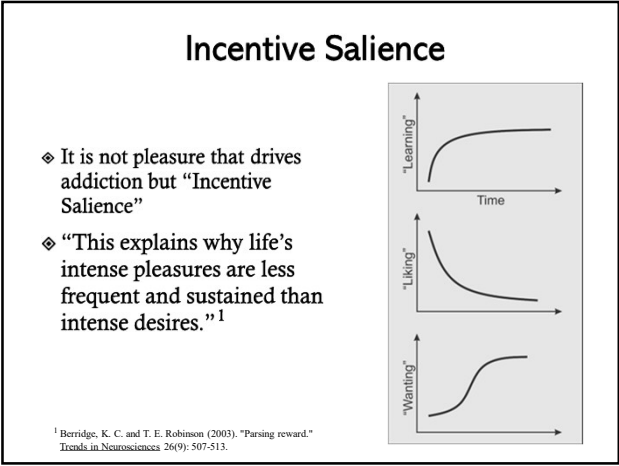 Incentive Salience
◈ It is not pleasure that drives
addiction but “Incentive
Salience”
◈ “This explains why life’s
intense pleasures are less
frequent and sustained than
intense desires.”1
"Learning"
Time
"Liking"
"Wanting"
1 Berridge, K. C. and T. E. Robinson (2003). "Parsing reward."
Trends in Neurosciences 26(9): 507-513.